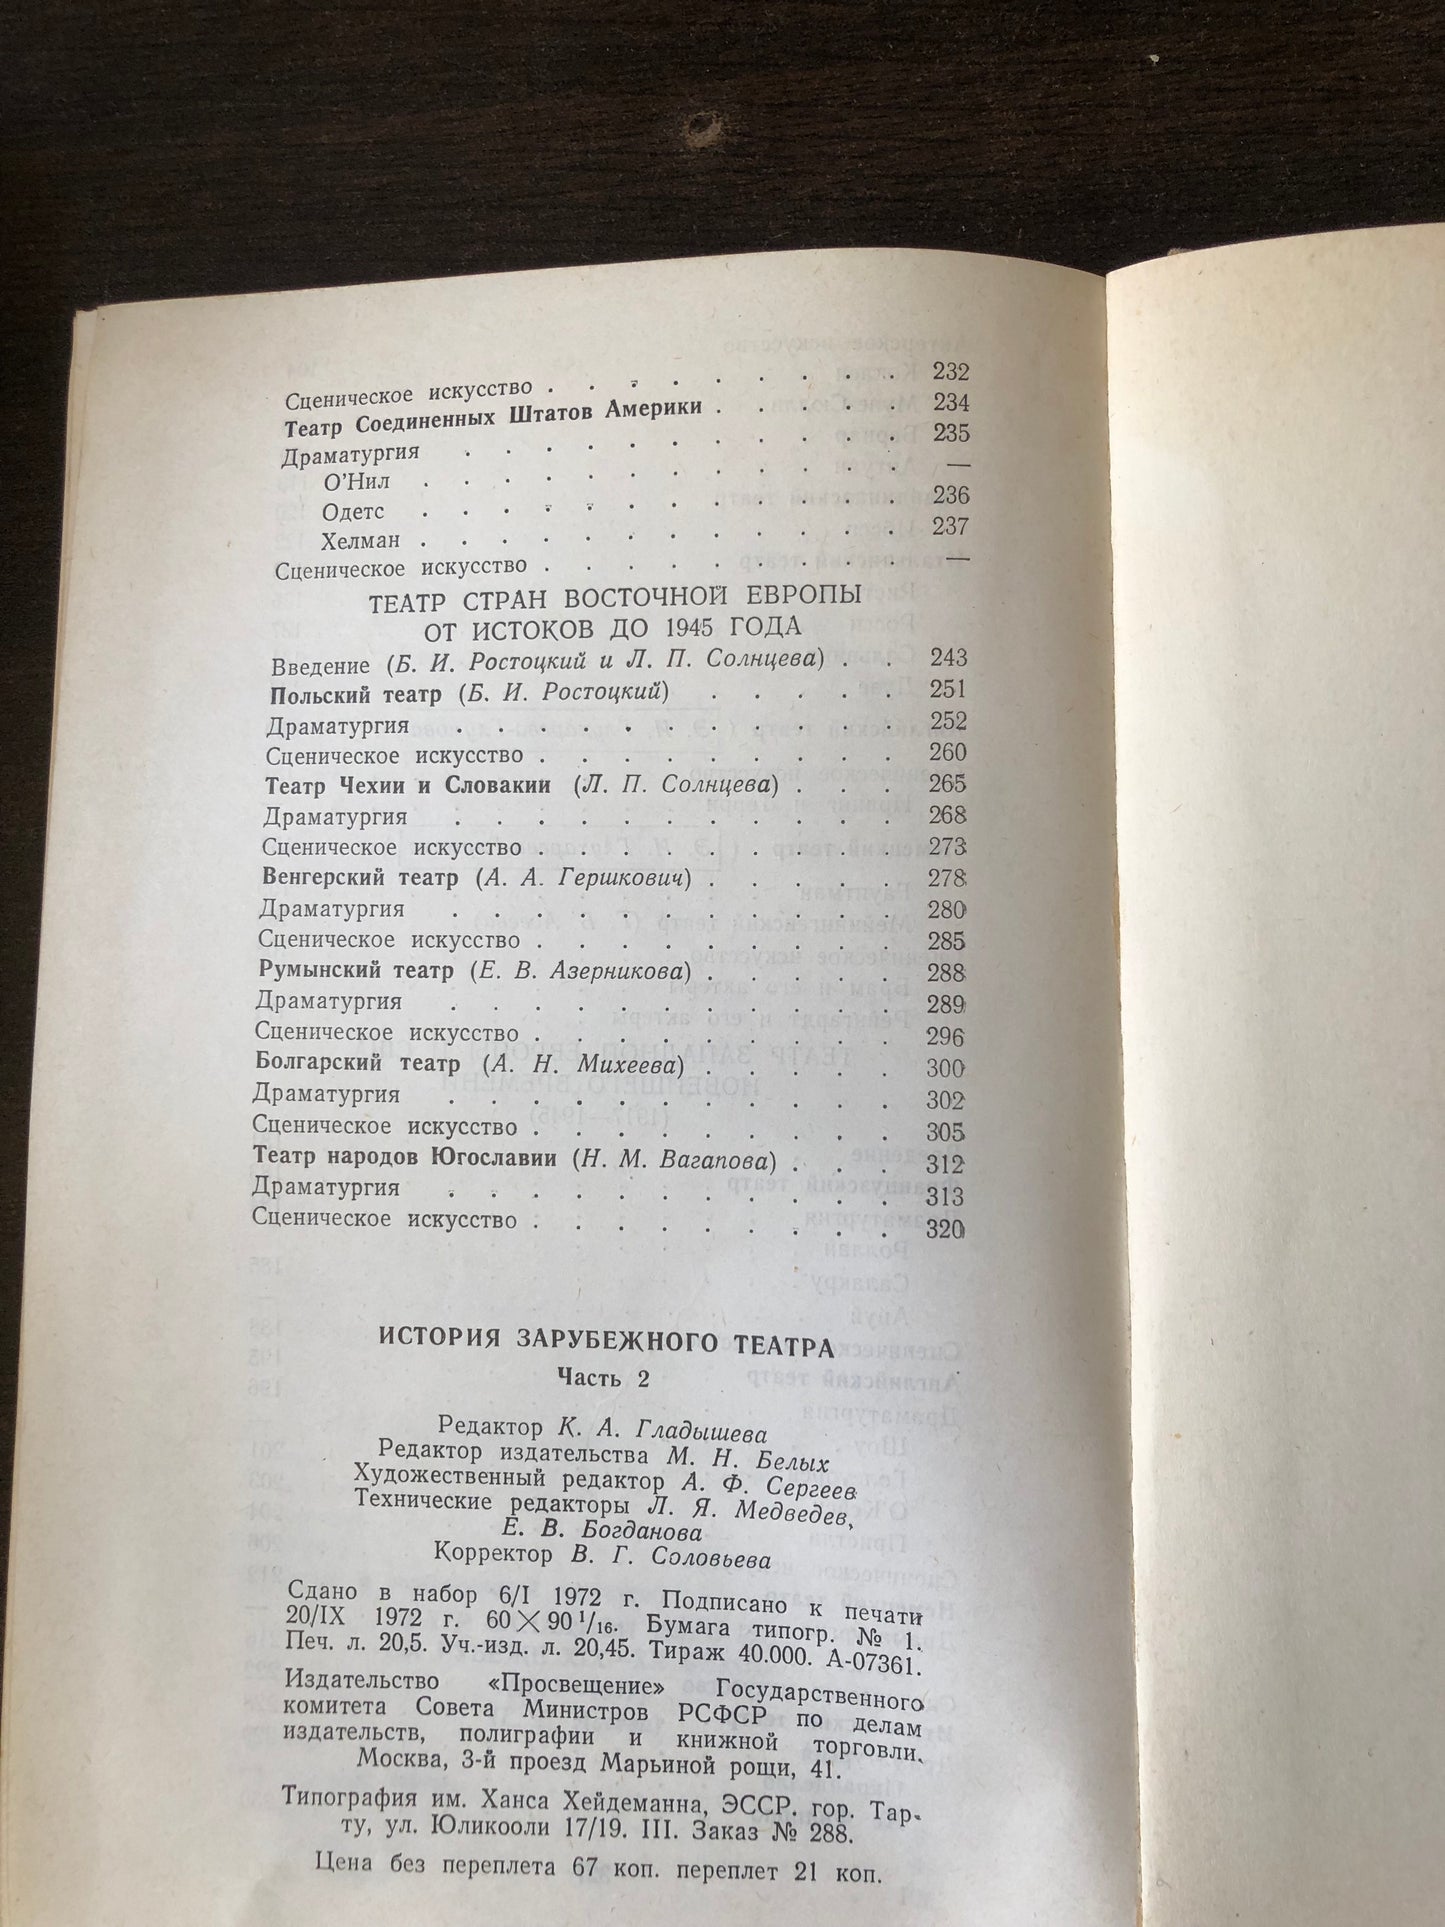 Сценическое искусство . . . . . . . . . 232
Театр Соединенных Штатов Америки . . . . . 234
Драматургия . . . . . . . . . . . 235
О'Нил . . . . . . . . . . . . —
Одетс . . . . . . . . . . . . 236
Хелман . . . . . . . . . . . . 237
Сценическое искусство . . . . . . . . . —
ТЕАТР СТРАН ВОСТОЧНОЙ ЕВРОПЫ
ОТ ИСТОКОВ ДО 1945 ГОДА
Введение (Б. И. Ростоцкий и Л. П. Солнцева) . . 243
Польский театр (Б. И. Ростоцкий) . . . . . 251
Драматургия . . . . . . . . . . . 252
Сценическое искусство . . . . . . . . . 260
Театр Чехии и Словакии (Л. П. Солнцева) . . . 265
Драматургия . . . . . . . . . . . 268
Сценическое искусство . . . . . . . . . 273
Венгерский театр (А. А. Гершкович) . . . . . 278
Драматургия . . . . . . . . . . . 280
Сценическое искусство . . . . . . . . . 285
Румынский театр (Е. В. Азерникова) . . . . . 288
Драматургия . . . . . . . . . . . 289
Сценическое искусство . . . . . . . . . 296
Болгарский театр (А. Н. Михеева) . . . . . 300
Драматургия . . . . . . . . . . . 302
Сценическое искусство . . . . . . . . . 305
Театр народов Югославии (Н. М. Вагапова) . . . 312
Драматургия . . . . . . . . . . . 313
Сценическое искусство . . . . . . . . . 320
ИСТОРИЯ ЗАРУБЕЖНОГО ТЕАТРА
Часть 2
Редактор К. А. Гладышева
Редактор издательства М. Н. Белых
Художественный редактор А. Ф. Сергеев
Технические редакторы Л. Я. Медведев,
Е. В. Богданова
Корректор В. Г. Соловьева
Сдано в набор 6/I 1972 г. Подписано к печати
20/IX 1972 г. 60×90 1/16. Бумага типогр. № 1.
Печ. л. 20,5. Уч.-изд. л. 20,45. Тираж 40.000. А-07361.
Издательство «Просвещение» Государственного
комитета Совета Министров РСФСР по делам
издательств, полиграфии и книжной торговли.
Москва, 3-й проезд Марьиной рощи, 41.
Типография им. Ханса Хейдеманна, ЭССР. гор. Тар-
ту, ул. Юликооли 17/19. III. Заказ № 288.
Цена без переплета 67 коп. переплет 21 коп.